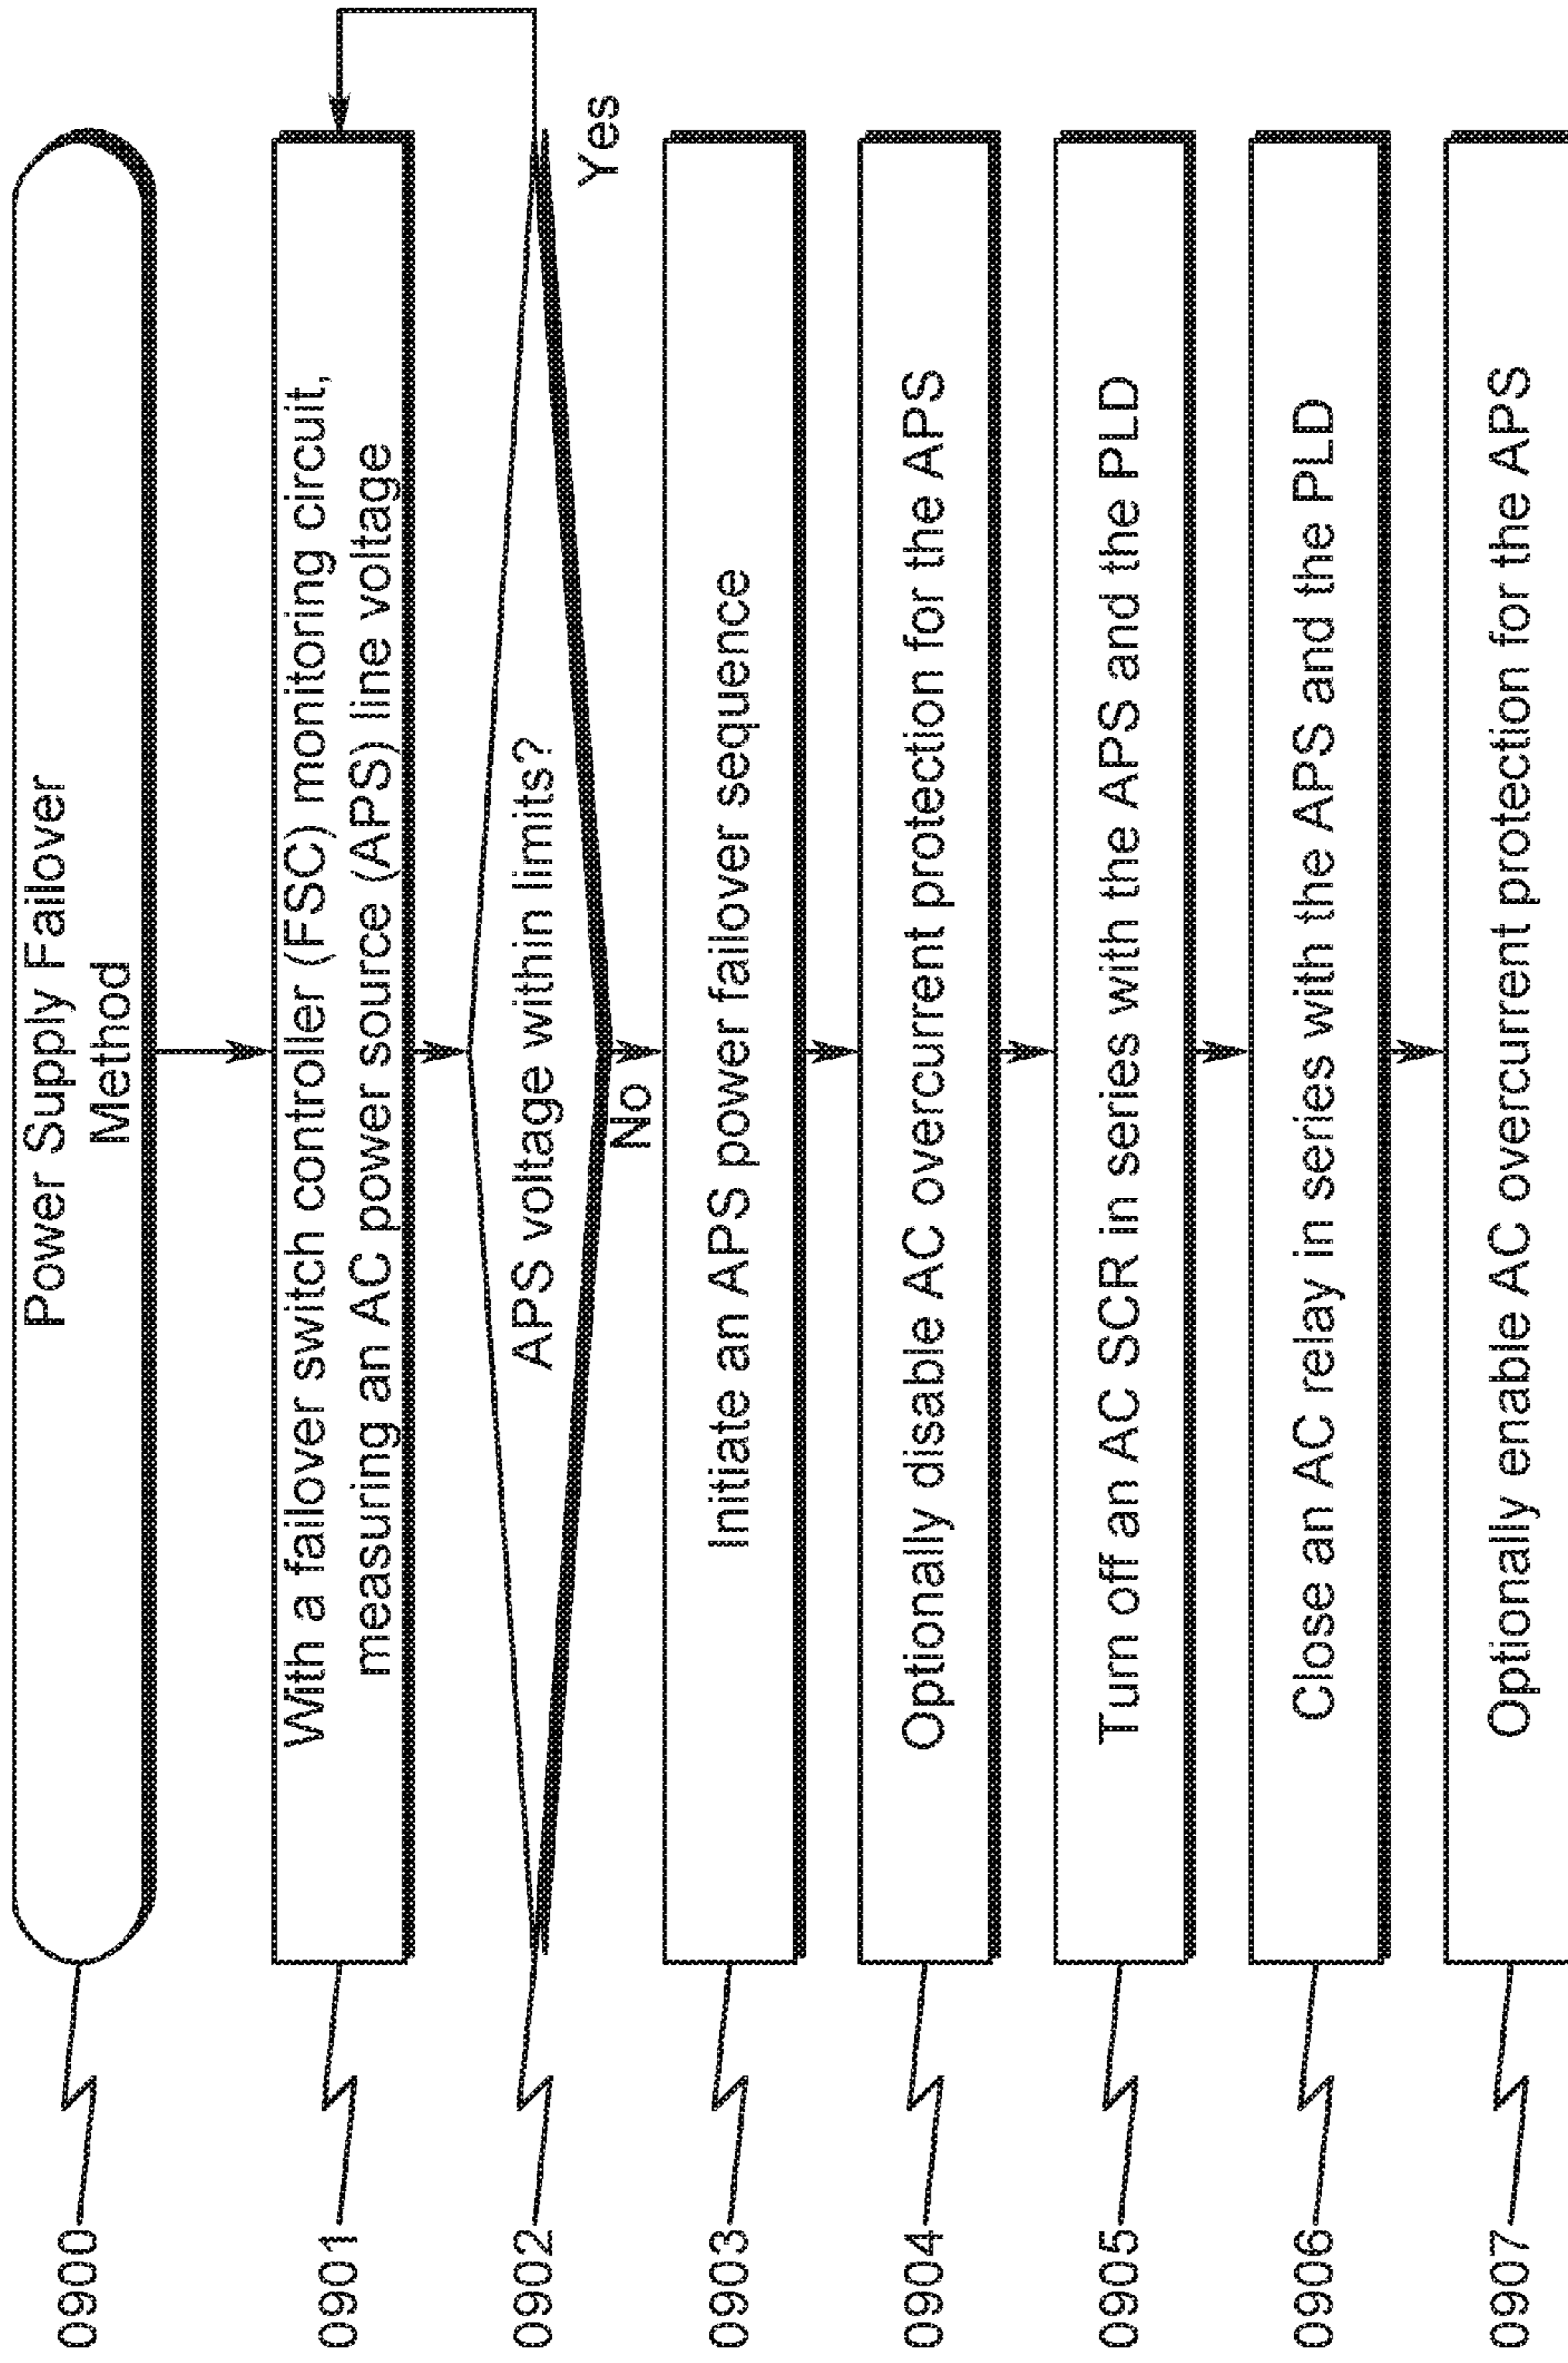 0900
Power Supply Failover
Method
0901
With a failover switch controller (FSC) monitoring circuit,
measuring an AC power source (APS) line voltage
0902
APS voltage within limits?
Yes
No
0903
Initiate an APS power failover sequence
0904
Optionally disable AC overcurrent protection for the APS
0905
Turn off an AC SCR in series with the APS and the PLD
0906
Close an AC relay in series with the APS and the PLD
0907
Optionally enable AC overcurrent protection for the APS